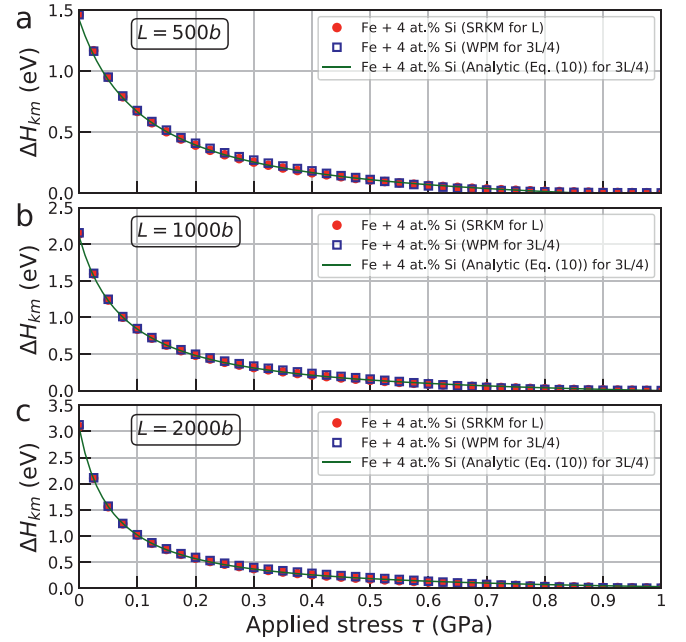 a
1.5
1.0
0.5
0.0
ΔH_km (eV)
L = 500b
Fe + 4 at.% Si (SRKM for L)
Fe + 4 at.% Si (WPM for 3L/4)
Fe + 4 at.% Si (Analytic (Eq. (10)) for 3L/4)
b
2.5
2.0
1.5
1.0
0.5
0.0
ΔH_km (eV)
L = 1000b
Fe + 4 at.% Si (SRKM for L)
Fe + 4 at.% Si (WPM for 3L/4)
Fe + 4 at.% Si (Analytic (Eq. (10)) for 3L/4)
c
3.5
3.0
2.5
2.0
1.5
1.0
0.5
0.0
ΔH_km (eV)
L = 2000b
Fe + 4 at.% Si (SRKM for L)
Fe + 4 at.% Si (WPM for 3L/4)
Fe + 4 at.% Si (Analytic (Eq. (10)) for 3L/4)
0 0.1 0.2 0.3 0.4 0.5 0.6 0.7 0.8 0.9 1
Applied stress τ (GPa)